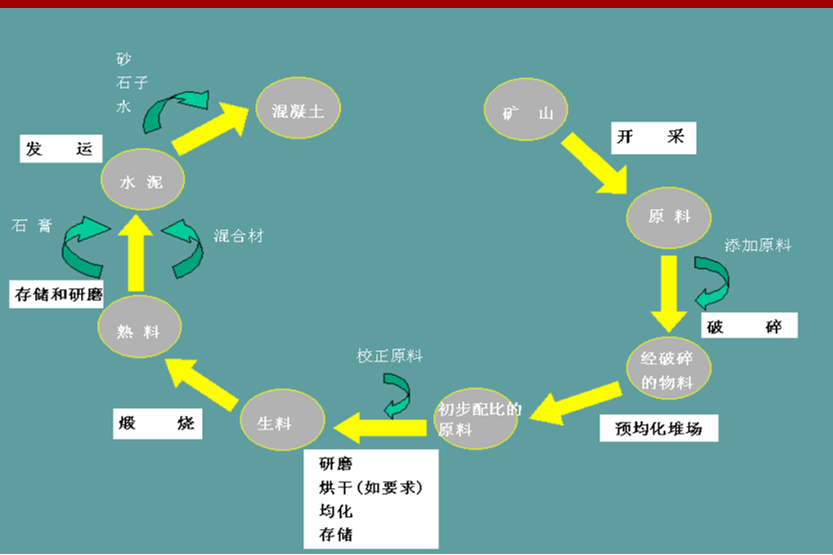 砂
石子
水
混凝土
矿 山
开 采
发 运
水 泥
原 料
石 膏
混合材
添加原料
存储和研磨
破 碎
熟 料
经破碎
的物料
校正原料
煅 烧
生料
初步配比的
原料
预均化堆场
研磨
烘干(如要求)
均化
存储